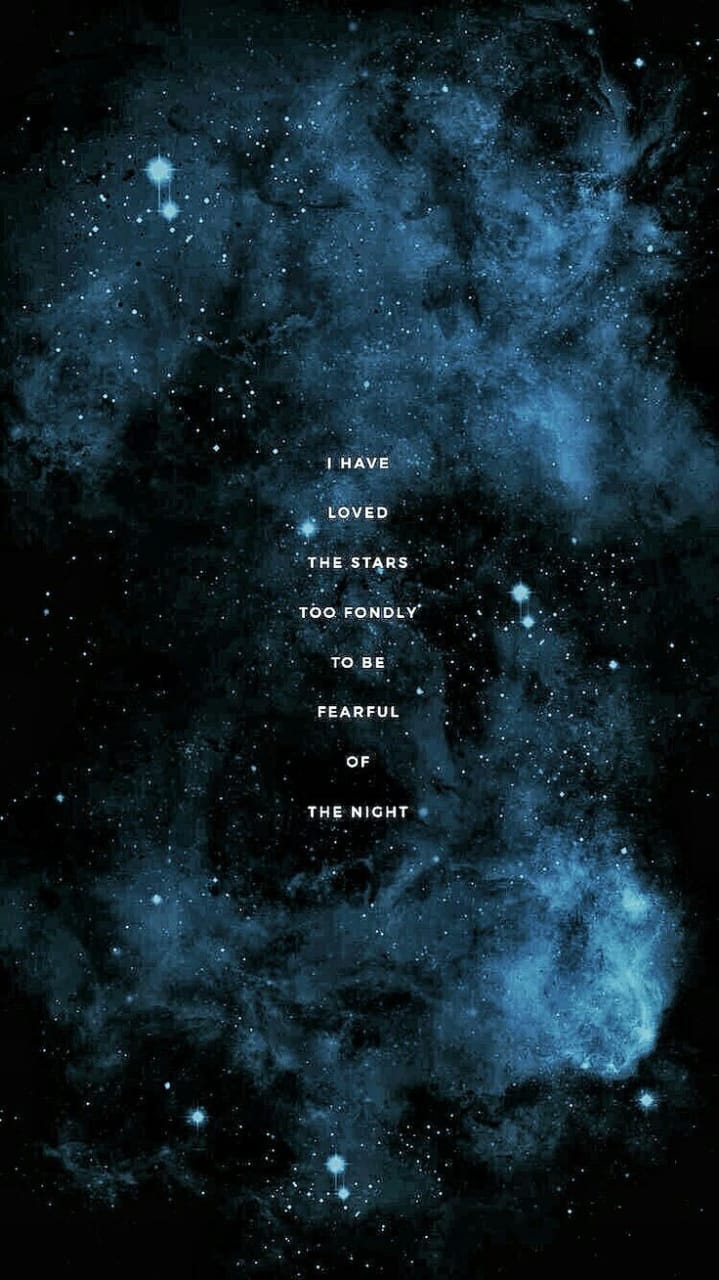 I HAVE
LOVED
THE STARS
TOO FONDLY
TO BE
FEARFUL
OF
THE NIGHT